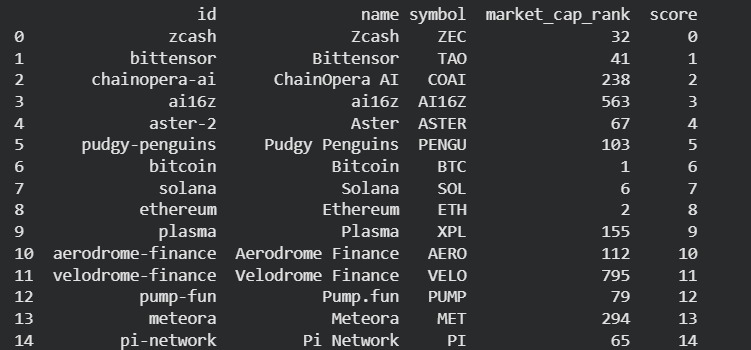 id name symbol market_cap_rank score
0 zcash Zcash ZEC 32 0
1 bittensor Bittensor TAO 41 1
2 chainopera-ai ChainOpera AI COAI 238 2
3 ai16z ai16z AI16Z 563 3
4 aster-2 Aster ASTER 67 4
5 pudgy-penguins Pudgy Penguins PENGU 103 5
6 bitcoin Bitcoin BTC 1 6
7 solana Solana SOL 6 7
8 ethereum Ethereum ETH 2 8
9 plasma Plasma XPL 155 9
10 aerodrome-finance Aerodrome Finance AERO 112 10
11 velodrome-finance Velodrome Finance VELO 795 11
12 pump-fun Pump.fun PUMP 79 12
13 meteora Meteora MET 294 13
14 pi-network Pi Network PI 65 14